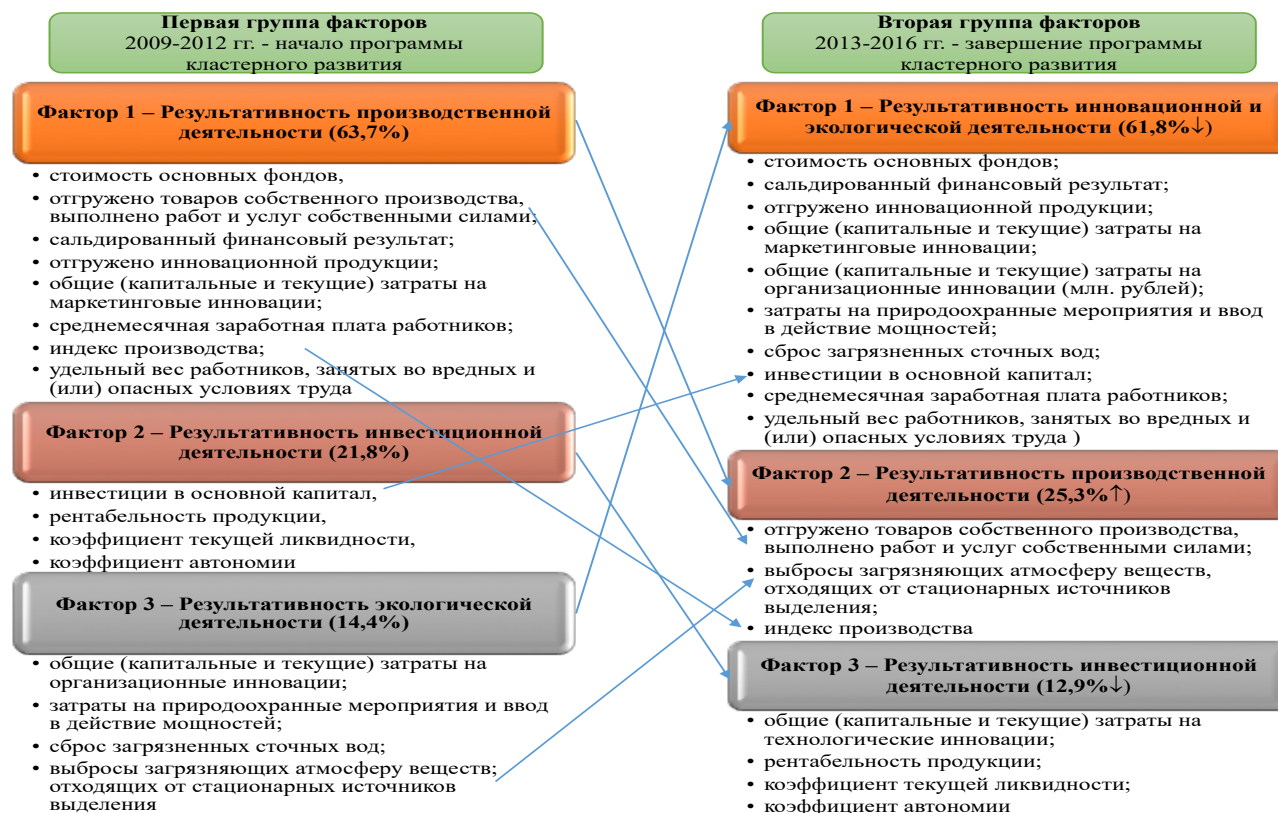 Первая группа факторов
2009-2012 гг. - начало программы
кластерного развития
Фактор 1 – Результативность производственной
деятельности (63,7%)
• стоимость основных фондов,
• отгружено товаров собственного производства,
выполнено работ и услуг собственными силами;
• сальдированный финансовый результат;
• отгружено инновационной продукции;
• общие (капитальные и текущие) затраты на
маркетинговые инновации;
• среднемесячная заработная плата работников;
• индекс производства;
• удельный вес работников, занятых во вредных и
(или) опасных условиях труда
Фактор 2 – Результативность инвестиционной
деятельности (21,8%)
• инвестиции в основной капитал,
• рентабельность продукции,
• коэффициент текущей ликвидности,
• коэффициент автономии
Фактор 3 – Результативность экологической
деятельности (14,4%)
• общие (капитальные и текущие) затраты на
организационные инновации;
• затраты на природоохранные мероприятия и ввод
в действие мощностей;
• сброс загрязненных сточных вод;
• выбросы загрязняющих атмосферу веществ;
отходящих от стационарных источников
выделения
Вторая группа факторов
2013-2016 гг. - завершение программы
кластерного развития
Фактор 1 – Результативность инновационной и
экологической деятельности (61,8%↓)
• стоимость основных фондов;
• сальдированный финансовый результат;
• отгружено инновационной продукции;
• общие (капитальные и текущие) затраты на
маркетинговые инновации;
• общие (капитальные и текущие) затраты на
организационные инновации (млн. рублей);
• затраты на природоохранные мероприятия и ввод
в действие мощностей;
• сброс загрязненных сточных вод;
• инвестиции в основной капитал;
• среднемесячная заработная плата работников;
• удельный вес работников, занятых во вредных и
(или) опасных условиях труда )
Фактор 2 – Результативность производственной
деятельности (25,3%↑)
• отгружено товаров собственного производства,
выполнено работ и услуг собственными силами;
• выбросы загрязняющих атмосферу веществ,
отходящих от стационарных источников
выделения;
• индекс производства
Фактор 3 – Результативность инвестиционной
деятельности (12,9%↓)
• общие (капитальные и текущие) затраты на
технологические инновации;
• рентабельность продукции;
• коэффициент текущей ликвидности;
• коэффициент автономии